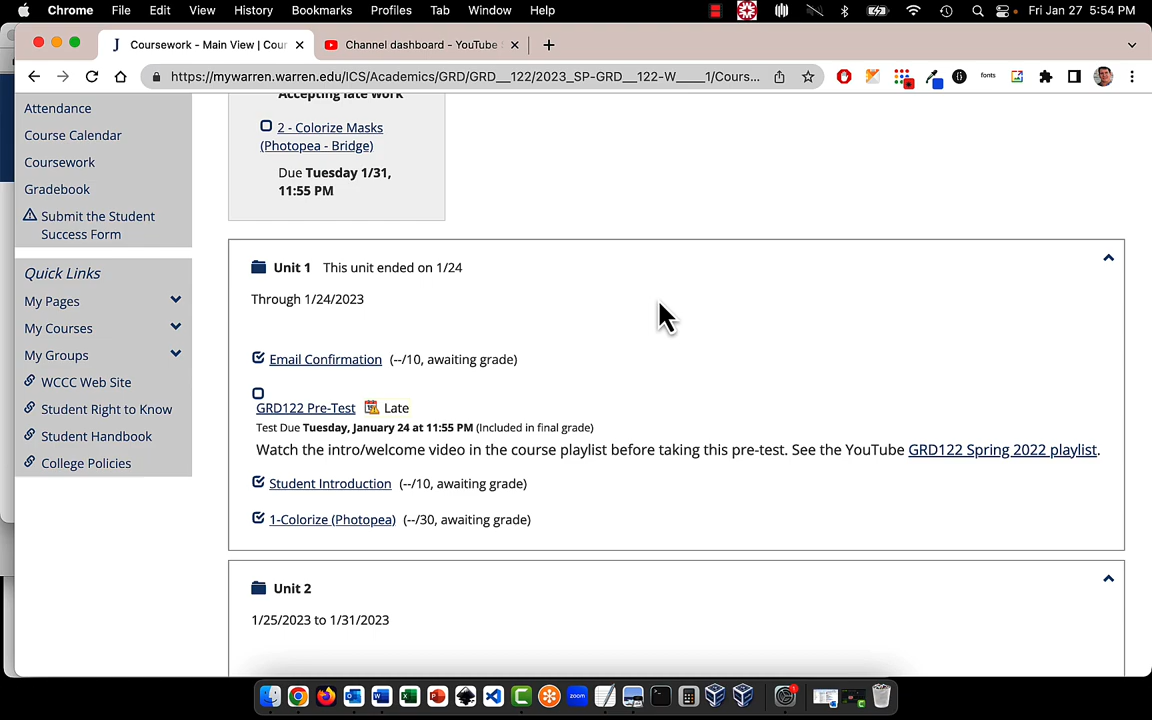 Chrome File Edit View History Bookmarks Profiles Tab Window Help Fri Jan 27 5:54 PM
Coursework - Main View | Cour
Channel dashboard - YouTube
https://mywarren.warren.edu/ICS/Academics/GRD/GRD__122/2023_SP-GRD__122-W____1/Cours...
fonts
Attendance
Course Calendar
Coursework
Gradebook
Submit the Student
Success Form
Quick Links
My Pages
My Courses
My Groups
WCCC Web Site
Student Right to Know
Student Handbook
College Policies
Accepting late work
2 - Colorize Masks
(Photopea - Bridge)
Due Tuesday 1/31,
11:55 PM
Unit 1 This unit ended on 1/24
Through 1/24/2023
Email Confirmation (--/10, awaiting grade)
GRD122 Pre-Test Late
Test Due Tuesday, January 24 at 11:55 PM (Included in final grade)
Watch the intro/welcome video in the course playlist before taking this pre-test. See the YouTube GRD122 Spring 2022 playlist.
Student Introduction (--/10, awaiting grade)
1-Colorize (Photopea) (--/30, awaiting grade)
Unit 2
1/25/2023 to 1/31/2023
zoom